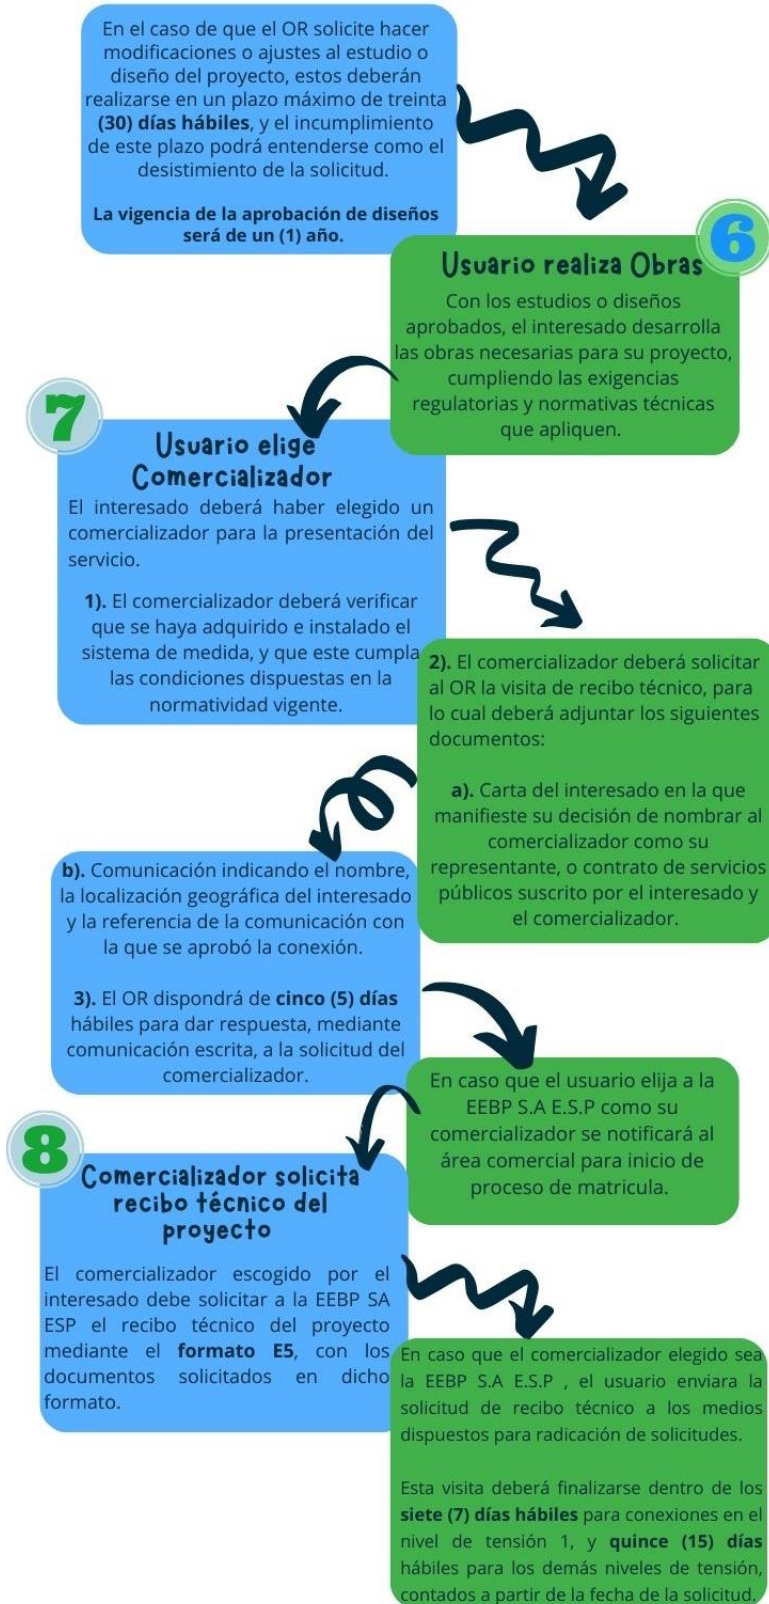 En el caso de que el OR solicite hacer
modificaciones o ajustes al estudio o
diseño del proyecto, estos deberán
realizarse en un plazo máximo de treinta
(30) días hábiles, y el incumplimiento
de este plazo podrá entenderse como el
desistimiento de la solicitud.
La vigencia de la aprobación de diseños
será de un (1) año.
6
Usuario realiza Obras
Con los estudios o diseños
aprobados, el interesado desarrolla
las obras necesarias para su proyecto,
cumpliendo las exigencias
regulatorias y normativas técnicas
que apliquen.
7
Usuario elige
Comercializador
El interesado deberá haber elegido un
comercializador para la presentación del
servicio.
1). El comercializador deberá verificar
que se haya adquirido e instalado el
sistema de medida, y que este cumpla
las condiciones dispuestas en la
normatividad vigente.
2). El comercializador deberá solicitar
al OR la visita de recibo técnico, para
lo cual deberá adjuntar los siguientes
documentos:
a). Carta del interesado en la que
manifieste su decisión de nombrar al
comercializador como su
representante, o contrato de servicios
públicos suscrito por el interesado y
el comercializador.
b). Comunicación indicando el nombre,
la localización geográfica del interesado
y la referencia de la comunicación con
la que se aprobó la conexión.
3). El OR dispondrá de cinco (5) días
hábiles para dar respuesta, mediante
comunicación escrita, a la solicitud del
comercializador.
En caso que el usuario elija a la
EEBP S.A E.S.P como su
comercializador se notificará al
área comercial para inicio de
proceso de matricula.
8
Comercializador solicita
recibo técnico del
proyecto
El comercializador escogido por el
interesado debe solicitar a la EEBP SA
ESP el recibo técnico del proyecto
mediante el formato E5, con los
documentos solicitados en dicho
formato.
En caso que el comercializador elegido sea
la EEBP S.A E.S.P , el usuario enviara la
solicitud de recibo técnico a los medios
dispuestos para radicación de solicitudes.
Esta visita deberá finalizarse dentro de los
siete (7) días hábiles para conexiones en el
nivel de tensión 1, y quince (15) días
hábiles para los demás niveles de tensión,
contados a partir de la fecha de la solicitud.